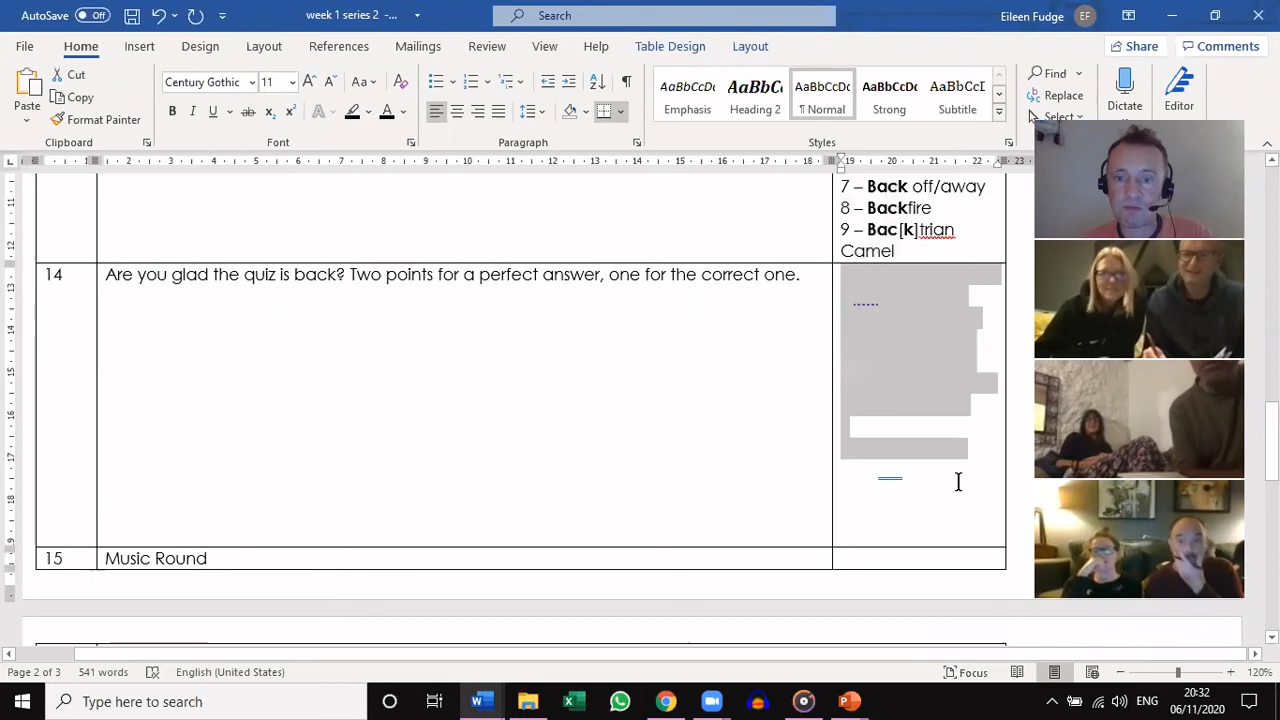 AutoSave Off week 1 series 2 -... Search Eileen Fudge EF
File Home Insert Design Layout References Mailings Review View Help Table Design Layout Share Comments
Paste Cut Copy Format Painter Clipboard
Century Gothic 11 Font
Paragraph
AaBbCcDc AaBbC AaBbCcDc AaBbCcDc AaBbCcI
Emphasis Heading 2 ¶ Normal Strong Subtitle
Styles
Find Replace Select
Dictate Editor
19 21 22 23
7 – Back off/away
8 – Backfire
9 – Bac[k]trian
Camel
14 Are you glad the quiz is back? Two points for a perfect answer, one for the correct one.
15 Music Round
Page 2 of 3 541 words English (United States) Focus 120%
Type here to search ENG 20:32
06/11/2020